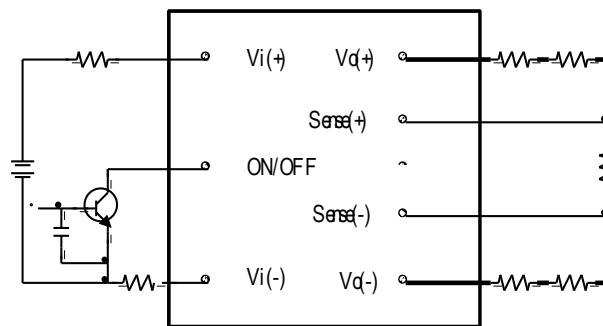 Vi(+) Vo(+)
Sense(+)
ON/OFF
Sense(-)
Vi(-) Vo(-)